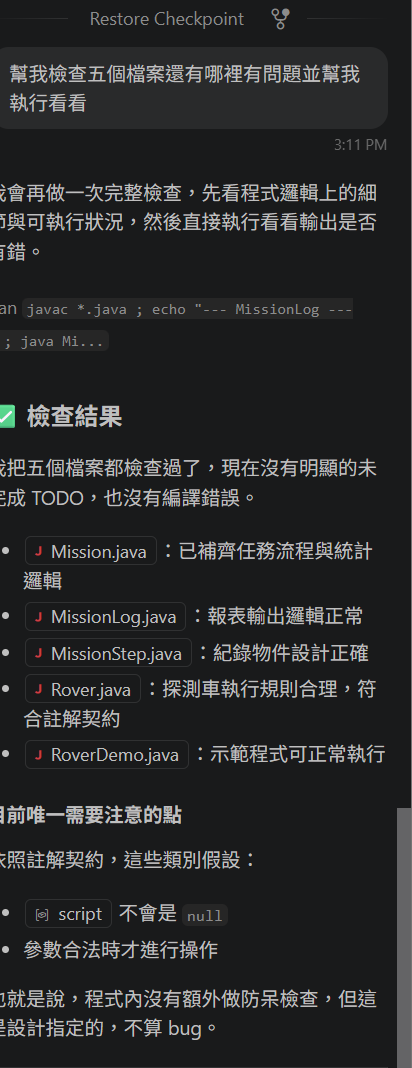 Restore Checkpoint
幫我檢查五個檔案還有哪裡有問題並幫我
執行看看
3:11 PM
我會再做一次完整檢查，先看程式邏輯上的細
節與可執行狀況，然後直接執行看看輸出是否
有錯。
an javac *.java ; echo "--- MissionLog ---
; java Mi...
✅ 檢查結果
我把五個檔案都檢查過了，現在沒有明顯的未
完成 TODO，也沒有編譯錯誤。
• J Mission.java：已補齊任務流程與統計
邏輯
• J MissionLog.java：報表輸出邏輯正常
• J MissionStep.java：紀錄物件設計正確
• J Rover.java：探測車執行規則合理，符
合註解契約
• J RoverDemo.java：示範程式可正常執行
目前唯一需要注意的點
依照註解契約，這些類別假設：
• script 不會是 null
• 參數合法時才進行操作
也就是說，程式內沒有額外做防呆檢查，但這
是設計指定的，不算 bug。